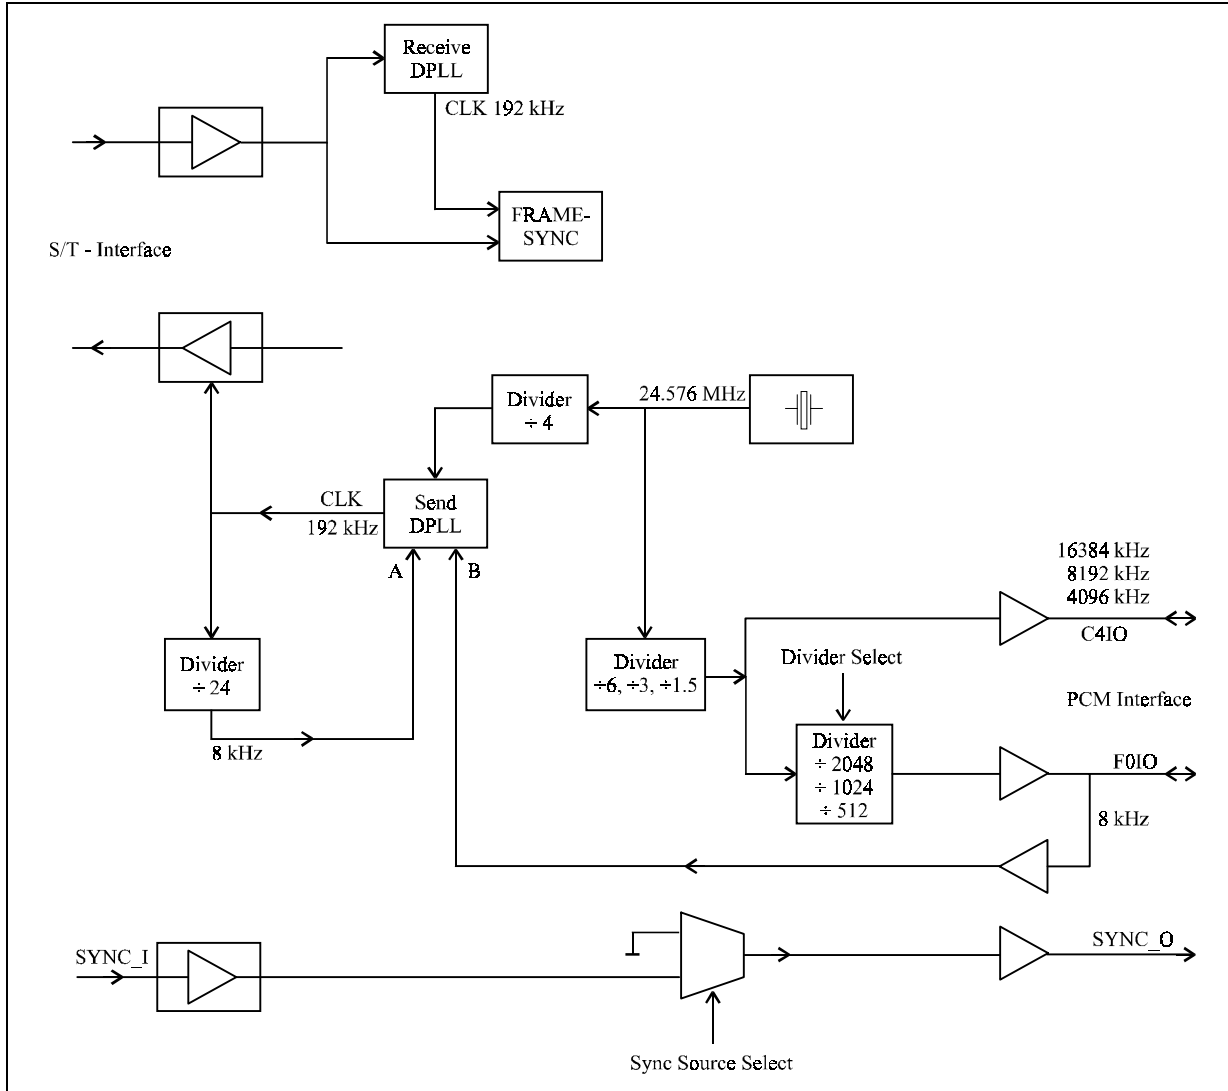 Receive
DPLL
CLK 192 kHz
FRAME-
SYNC
S/T - Interface
24.576 MHz
Divider
÷ 4
CLK
192 kHz
Send
DPLL
A
B
16384 kHz
8192 kHz
4096 kHz
C4IO
Divider
÷ 24
8 kHz
Divider
÷6, ÷3, ÷1.5
Divider Select
PCM Interface
Divider
÷ 2048
÷ 1024
÷ 512
F0IO
8 kHz
SYNC_I
SYNC_O
Sync Source Select